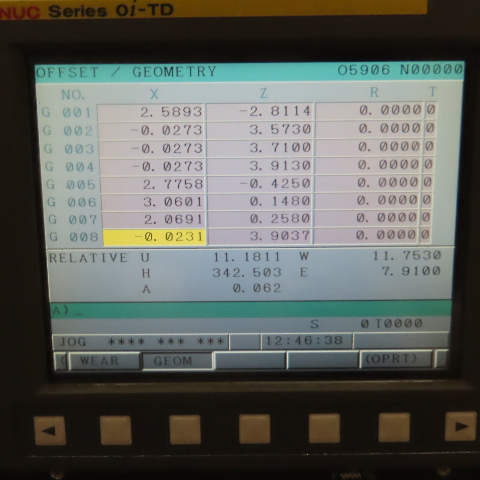 FANUC Series 0i-TD
OFFSET / GEOMETRY O5906 N00000
NO. X Z R T
G 001 2.5893 -2.8114 0.0000 0
G 002 -0.0273 3.5730 0.0000 0
G 003 -0.0273 3.7100 0.0000 0
G 004 -0.0273 3.9130 0.0000 0
G 005 2.7758 -0.4250 0.0000 0
G 006 3.0601 0.1480 0.0000 0
G 007 2.0691 0.2580 0.0000 0
G 008 -0.0231 3.9037 0.0000 0
RELATIVE U 11.1811 W 11.7530
H 342.503 E 7.9100
A 0.062
A)_
S 0 T0000
JOG **** *** *** 12:46:38
( WEAR GEOM (OPRT)